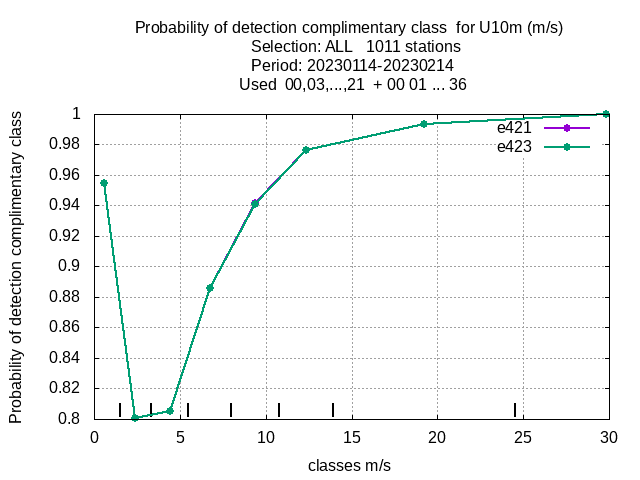 Probability of detection complimentary class  for U10m (m/s)
Selection: ALL   1011 stations
Period: 20230114-20230214
Used  00,03,...,21  + 00 01 ... 36
Probability of detection complimentary class
1
0.98
0.96
0.94
0.92
0.9
0.88
0.86
0.84
0.82
0.8
e421
e423
0 5 10 15 20 25 30
classes m/s